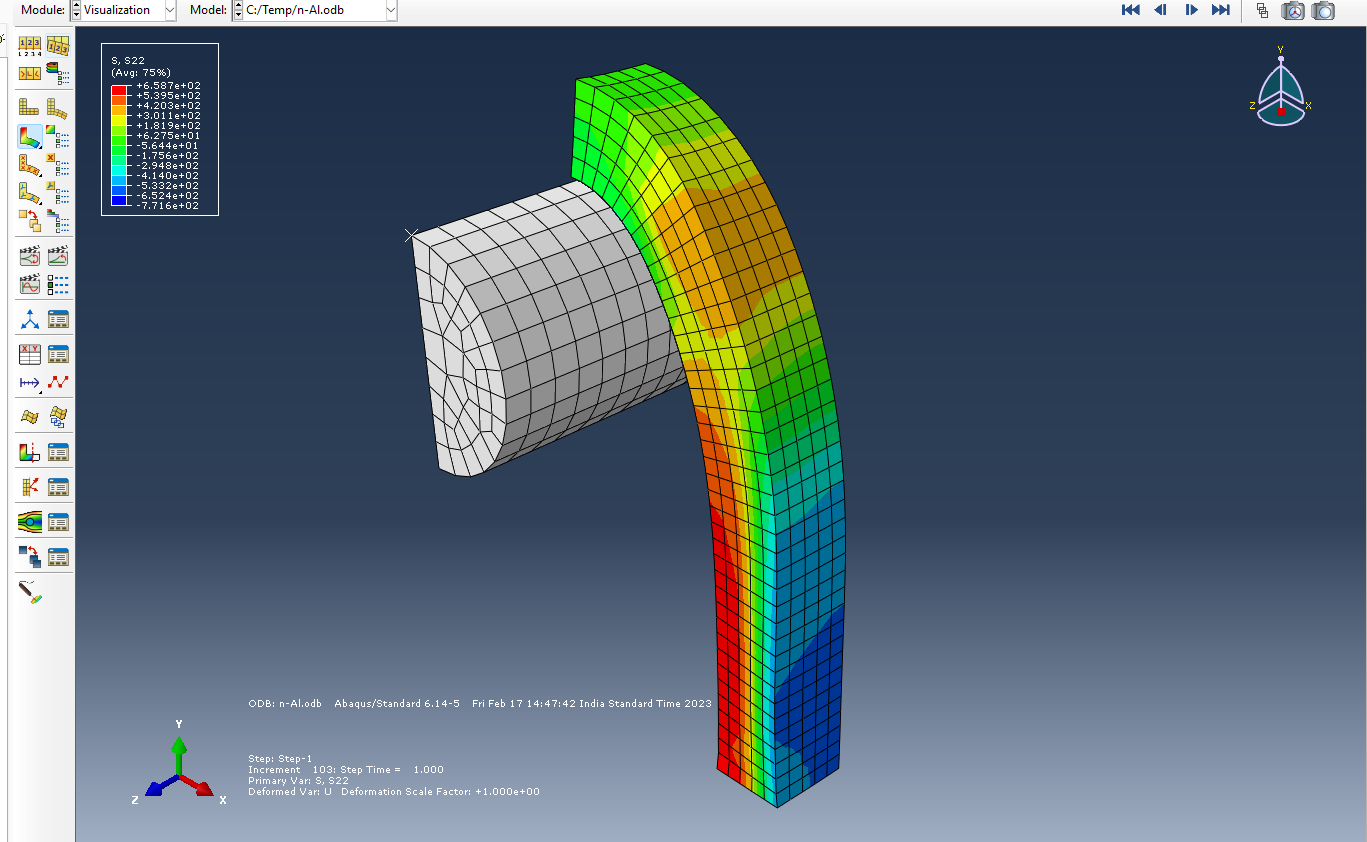 Module: Visualization Model: C:/Temp/n-Al.odb
S, S22
(Avg: 75%)
+6.587e+02
+5.395e+02
+4.203e+02
+3.011e+02
+1.819e+02
+6.275e+01
-5.644e+01
-1.756e+02
-2.948e+02
-4.140e+02
-5.332e+02
-6.524e+02
-7.716e+02
Y
Z X
ODB: n-Al.odb Abaqus/Standard 6.14-5 Fri Feb 17 14:47:42 India Standard Time 2023
Y
Z X
Step: Step-1
Increment 103: Step Time = 1.000
Primary Var: S, S22
Deformed Var: U Deformation Scale Factor: +1.000e+00